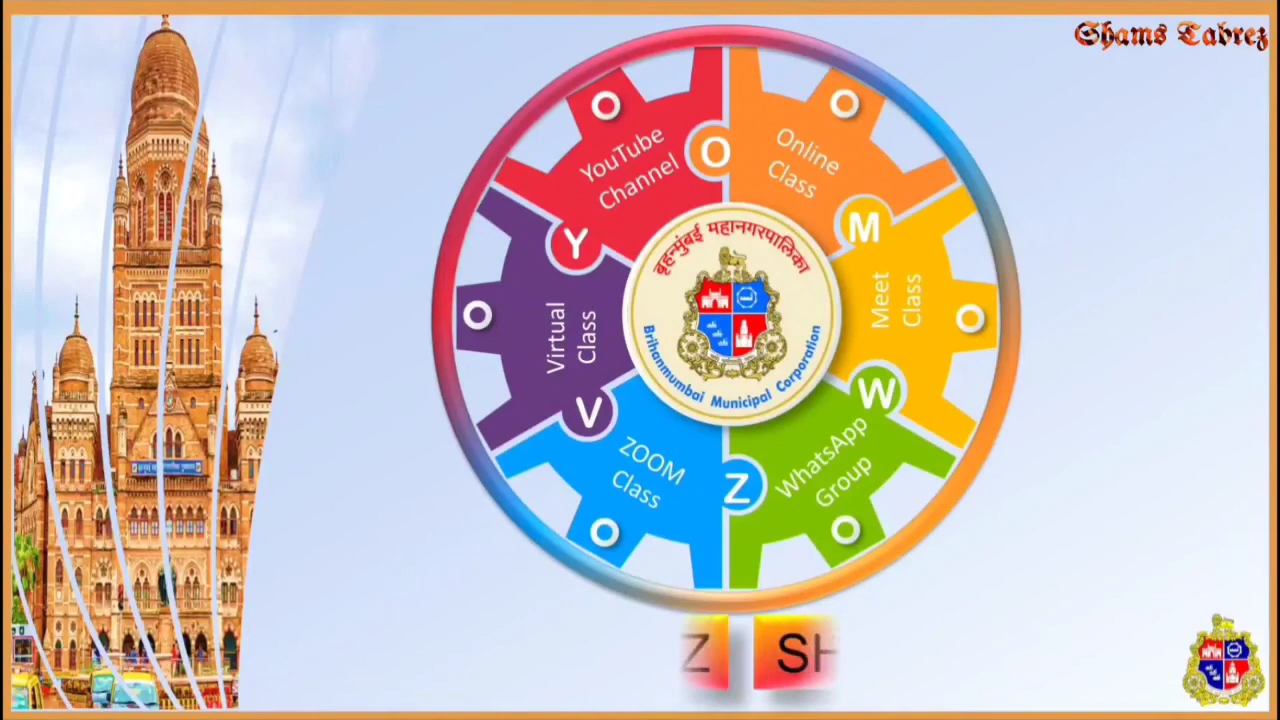 Shams Tabrez
YouTube
Channel
O
Online
Class
M
Meet
Class
W
WhatsApp
Group
Z
ZOOM
Class
V
Virtual
Class
Y
बृहन्मुंबई महानगरपालिका
Brihanmumbai Municipal Corporation
Z SH